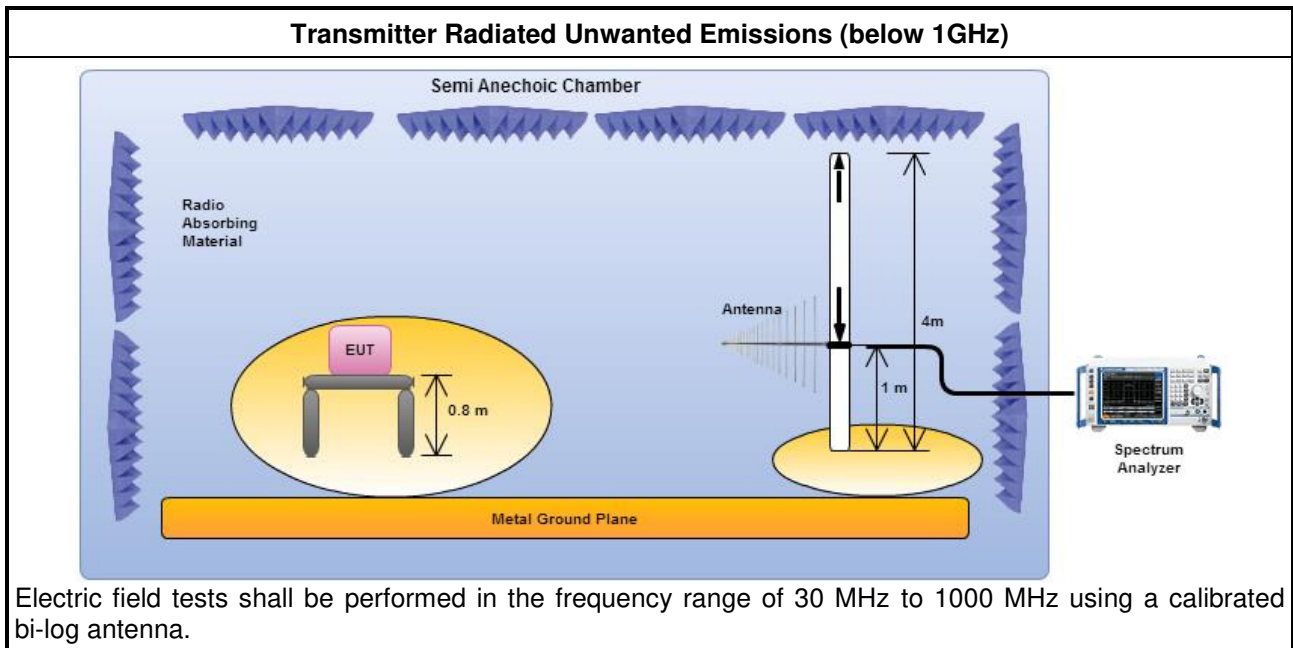 Transmitter Radiated Unwanted Emissions (below 1GHz)
Semi Anechoic Chamber
Radio
Absorbing
Material
Antenna
4m
EUT
1 m
0.8 m
Spectrum
Analyzer
Metal Ground Plane
Electric field tests shall be performed in the frequency range of 30 MHz to 1000 MHz using a calibrated
bi-log antenna.